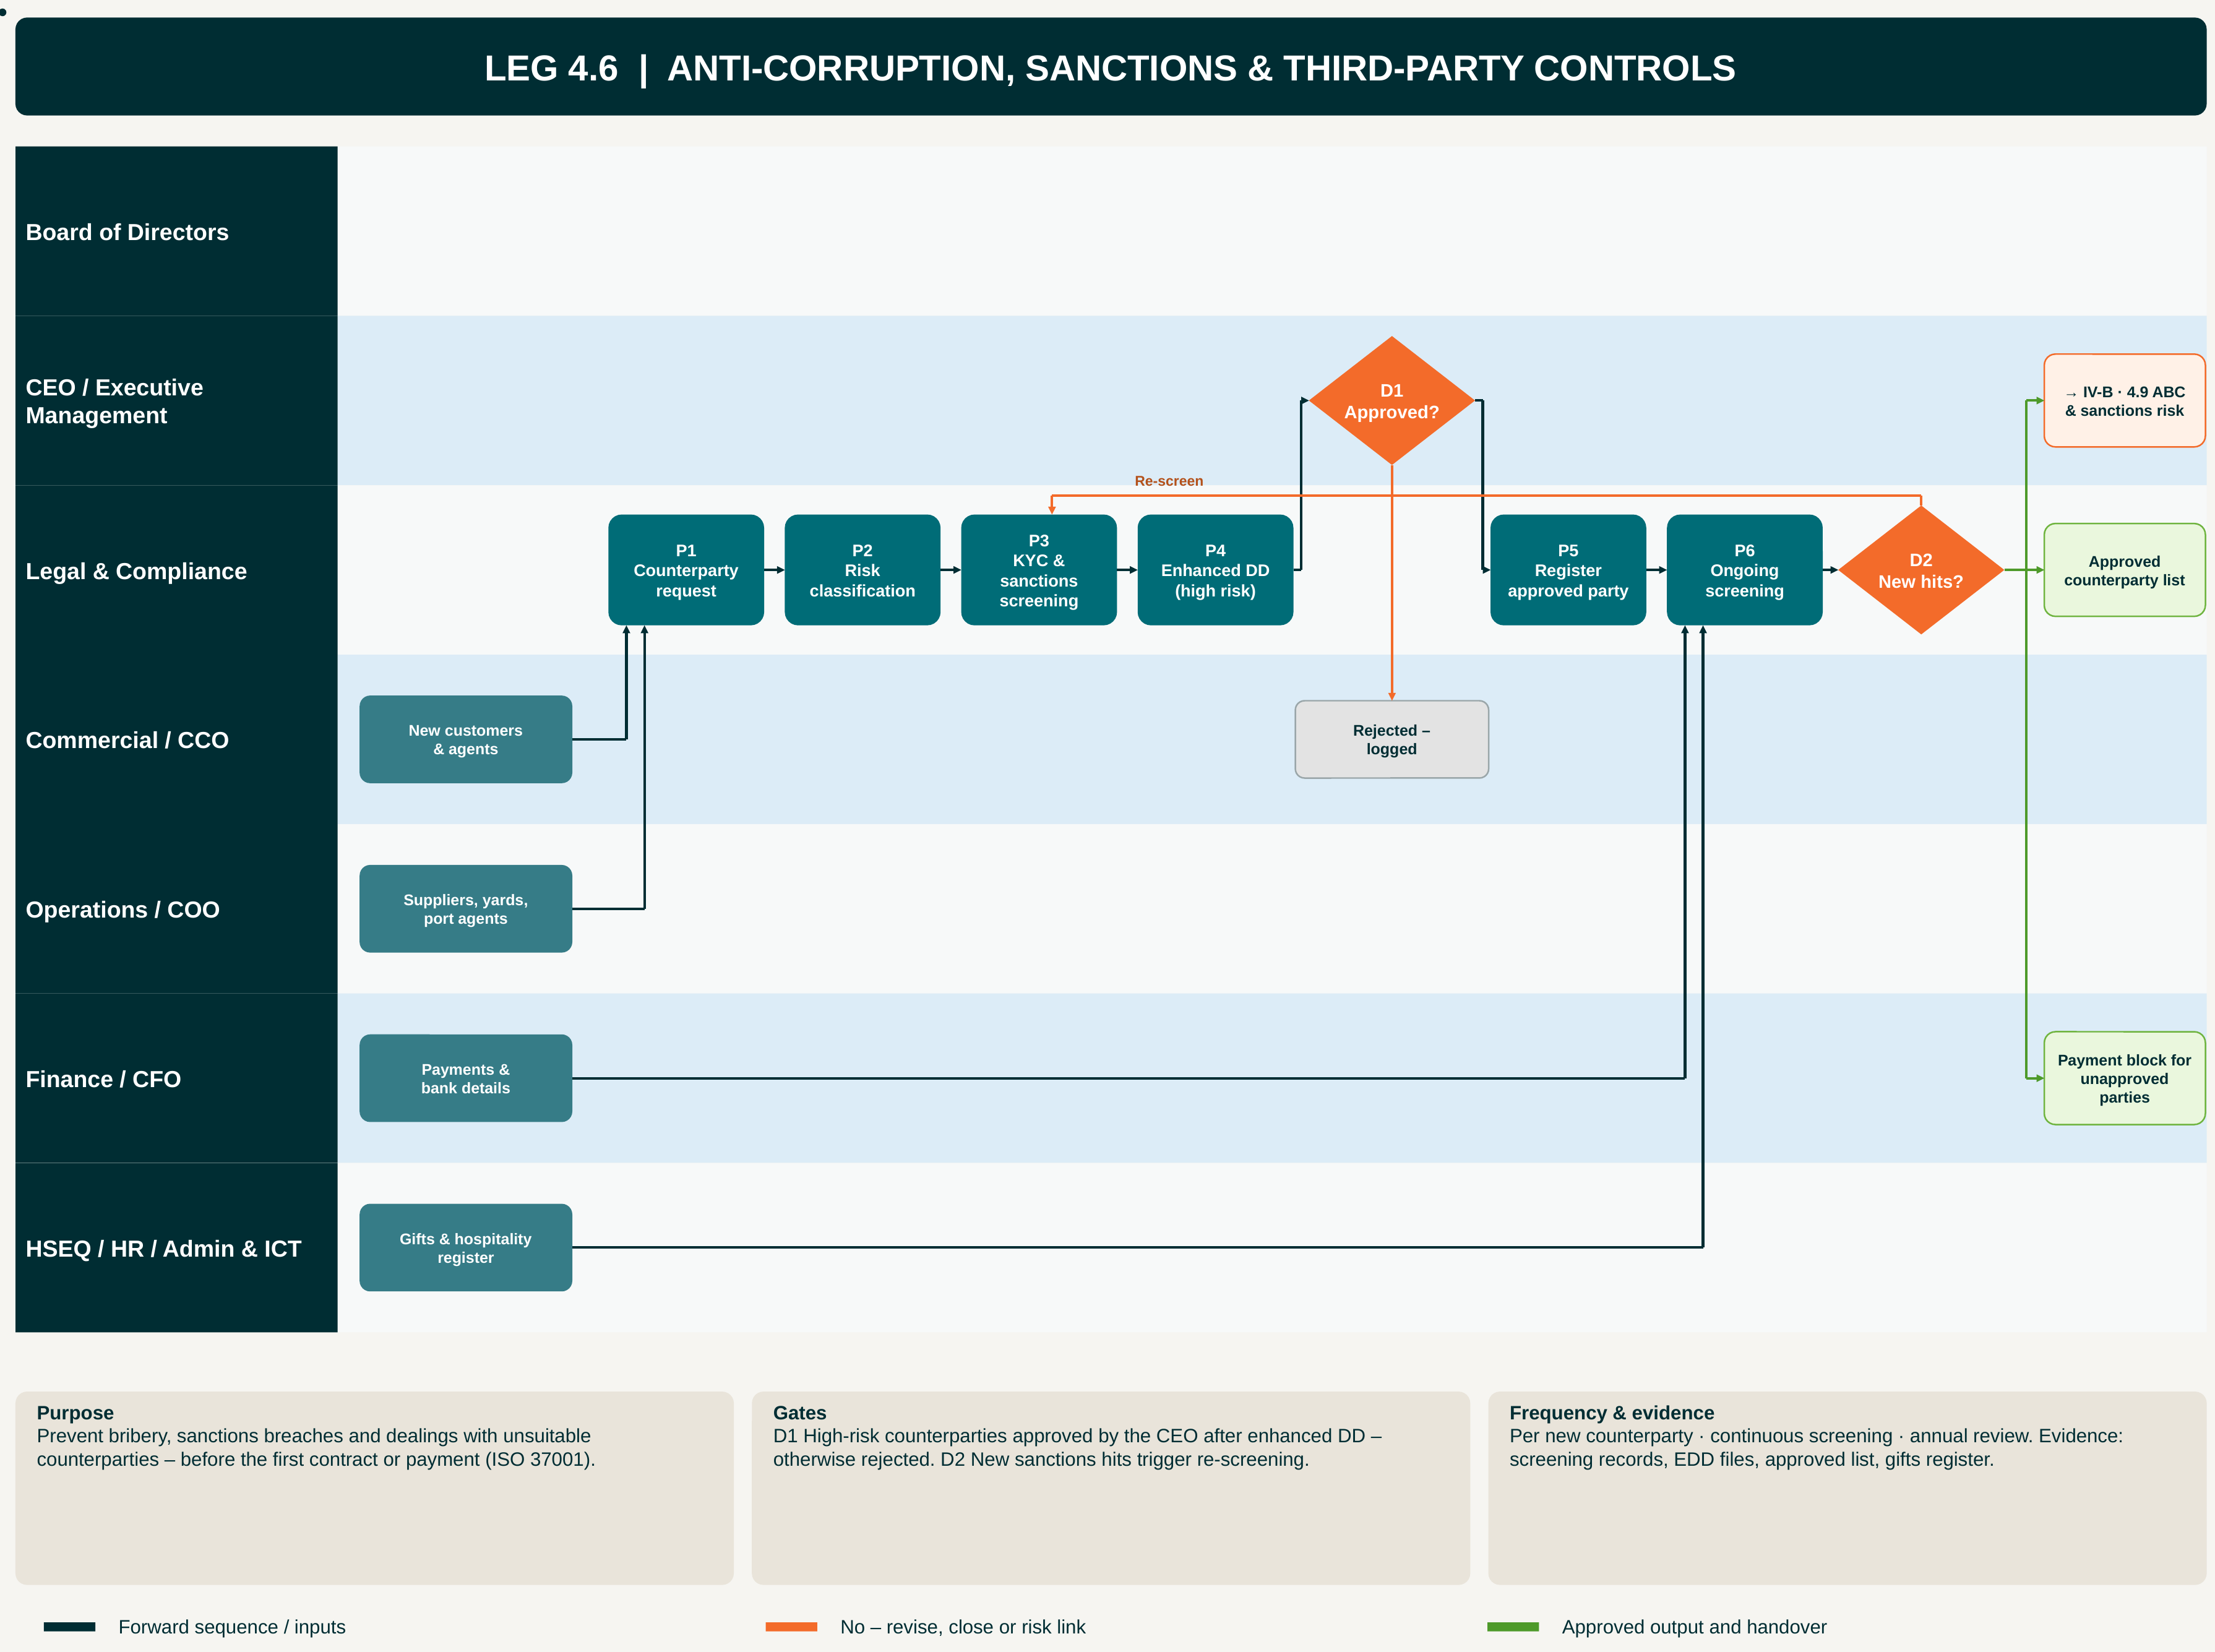 LEG 4.6 | ANTI-CORRUPTION, SANCTIONS & THIRD-PARTY CONTROLS
Board of Directors
CEO / Executive
Management
D1
Approved?
→ IV-B · 4.9 ABC
& sanctions risk
Re-screen
Legal & Compliance
P1
Counterparty
request
P2
Risk
classification
P3
KYC &
sanctions
screening
P4
Enhanced DD
(high risk)
P5
Register
approved party
P6
Ongoing
screening
D2
New hits?
Approved
counterparty list
Commercial / CCO
New customers
& agents
Rejected –
logged
Operations / COO
Suppliers, yards,
port agents
Finance / CFO
Payments &
bank details
Payment block for
unapproved
parties
HSEQ / HR / Admin & ICT
Gifts & hospitality
register
Purpose
Prevent bribery, sanctions breaches and dealings with unsuitable
counterparties – before the first contract or payment (ISO 37001).
Gates
D1 High-risk counterparties approved by the CEO after enhanced DD –
otherwise rejected. D2 New sanctions hits trigger re-screening.
Frequency & evidence
Per new counterparty · continuous screening · annual review. Evidence:
screening records, EDD files, approved list, gifts register.
Forward sequence / inputs
No – revise, close or risk link
Approved output and handover